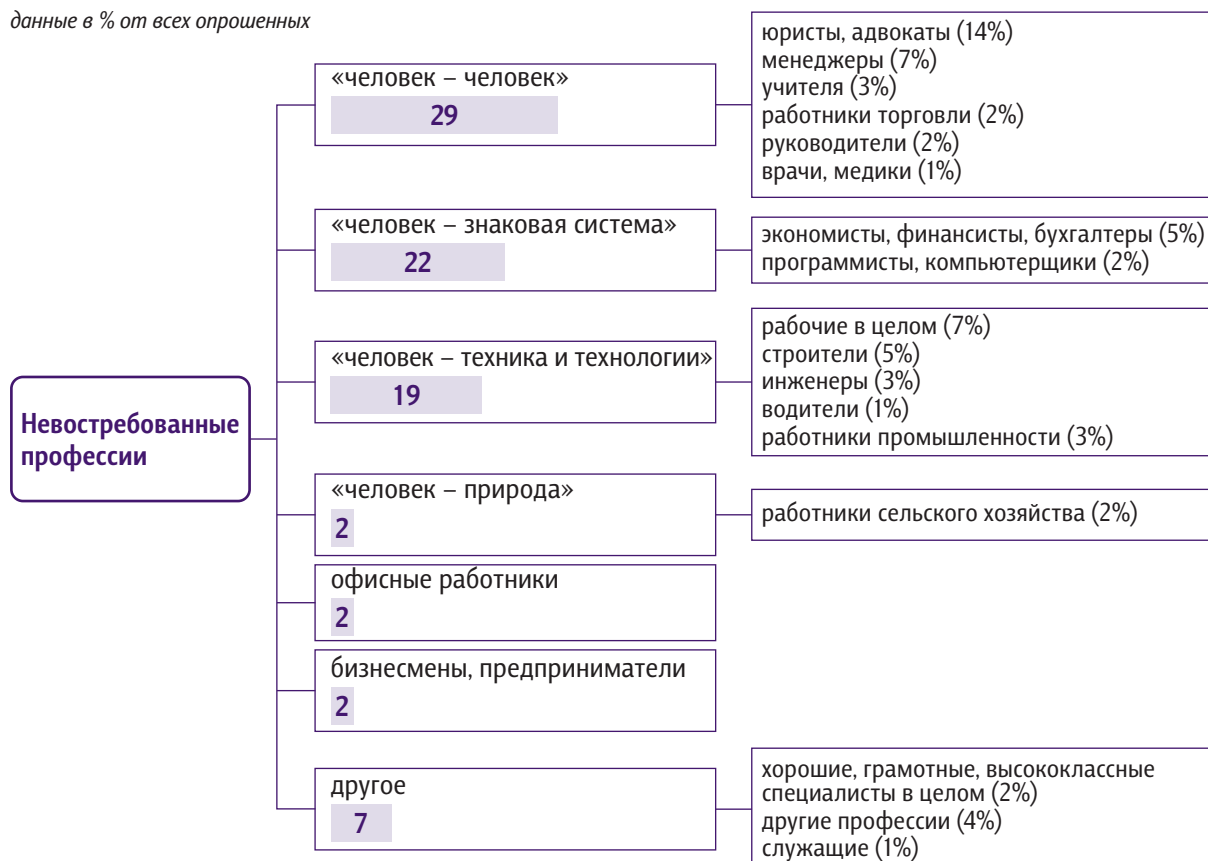 данные в % от всех опрошенных
Невостребованные
профессии
«человек – человек»
29
юристы, адвокаты (14%)
менеджеры (7%)
учителя (3%)
работники торговли (2%)
руководители (2%)
врачи, медики (1%)
«человек – знаковая система»
22
экономисты, финансисты, бухгалтеры (5%)
программисты, компьютерщики (2%)
«человек – техника и технологии»
19
рабочие в целом (7%)
строители (5%)
инженеры (3%)
водители (1%)
работники промышленности (3%)
«человек – природа»
2
работники сельского хозяйства (2%)
офисные работники
2
бизнесмены, предприниматели
2
другое
7
хорошие, грамотные, высококлассные
специалисты в целом (2%)
другие профессии (4%)
служащие (1%)